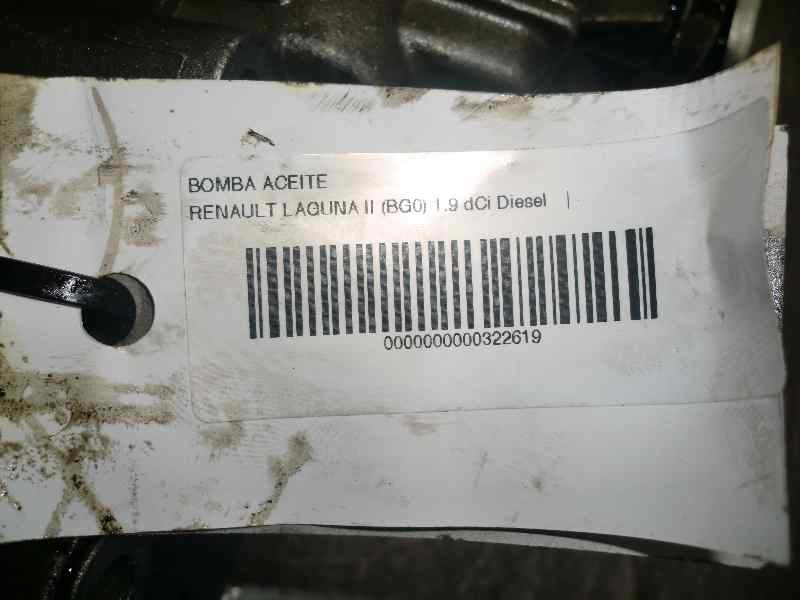 BOMBA ACEITE
RENAULT LAGUNA II (BG0) 1.9 dCi Diesel |
0000000000322619